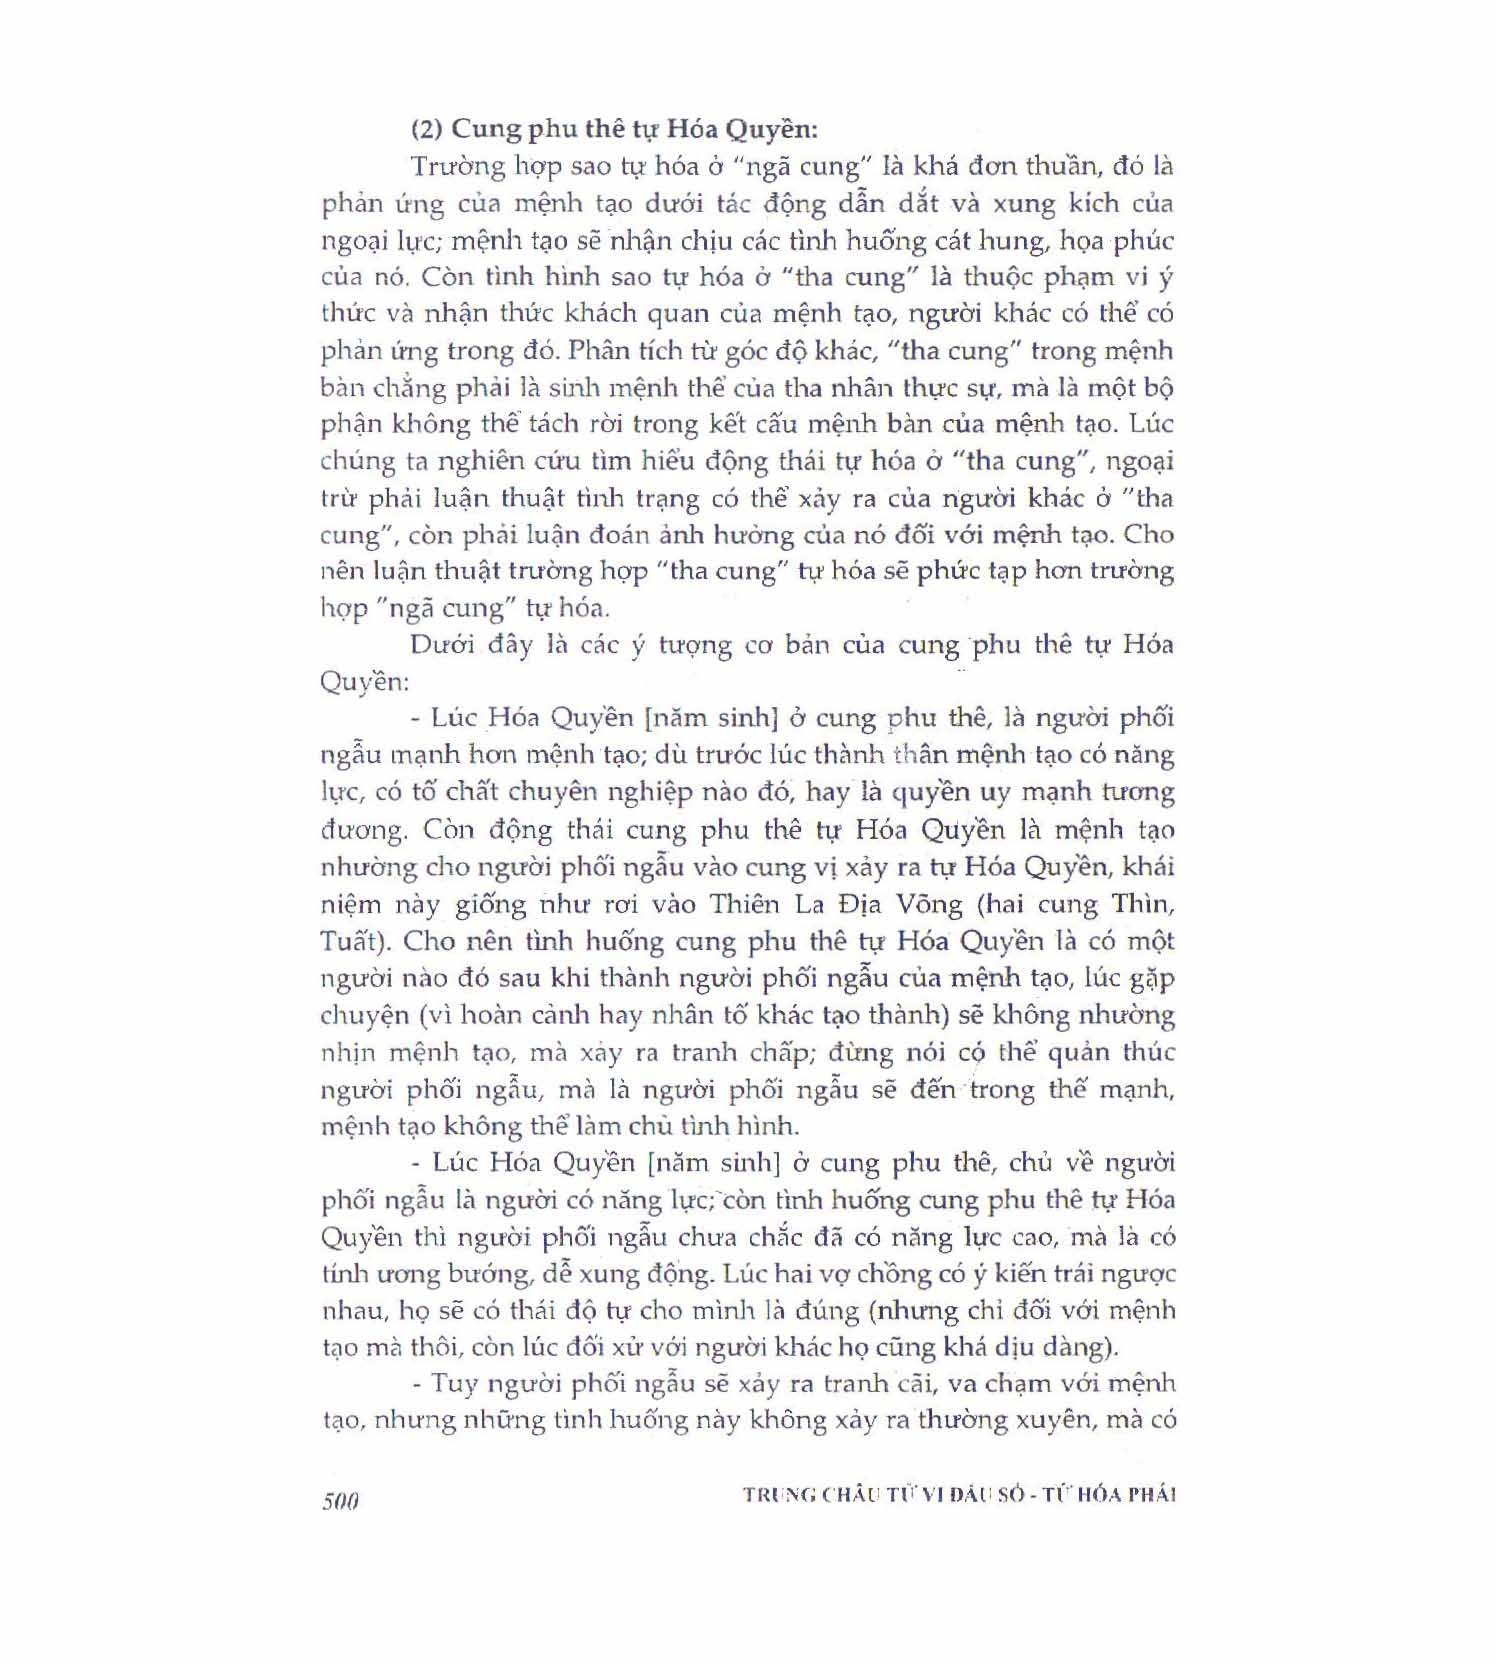 (2) Cung phu thê tự Hóa Quyền:
Trường hợp sao tự hóa ở "ngã cung" là khá đơn thuần, đó là
phản ứng của mệnh tạo dưới tác động dẫn dắt và xung kích của
ngoại lực; mệnh tạo sẽ nhận chịu các tình huống cát hung, họa phúc
của nó. Còn tình hình sao tự hóa ở "tha cung" là thuộc phạm vi ý
thức và nhận thức khách quan của mệnh tạo, người khác có thể có
phản ứng trong đó. Phân tích từ góc độ khác, "tha cung" trong mệnh
bàn chẳng phải là sinh mệnh thể của tha nhân thực sự, mà là một bộ
phận không thể tách rời trong kết cấu mệnh bàn của mệnh tạo. Lúc
chúng ta nghiên cứu tìm hiểu động thái tự hóa ở "tha cung", ngoại
trừ phải luận thuật tình trạng có thể xảy ra của người khác ở "tha
cung", còn phải luận đoán ảnh hưởng của nó đối với mệnh tạo. Cho
nên luận thuật trường hợp "tha cung" tự hóa sẽ phức tạp hơn trường
hợp "ngã cung" tự hóa.
Dưới đây là các ý tượng cơ bản của cung phu thê tự Hóa
Quyền:
- Lúc Hóa Quyền [năm sinh] ở cung phu thê, là người phối
ngẫu mạnh hơn mệnh tạo; dù trước lúc thành thân mệnh tạo có năng
lực, có tố chất chuyên nghiệp nào đó, hay là quyền uy mạnh tương
đương. Còn động thái cung phu thê tự Hóa Quyền là mệnh tạo
nhường cho người phối ngẫu vào cung vị xảy ra tự Hóa Quyền, khái
niệm này giống như rơi vào Thiên La Địa Võng (hai cung Thìn,
Tuất). Cho nên tình huống cung phu thê tự Hóa Quyền là có một
người nào đó sau khi thành người phối ngẫu của mệnh tạo, lúc gặp
chuyện (vì hoàn cảnh hay nhân tố khác tạo thành) sẽ không nhường
nhịn mệnh tạo, mà xảy ra tranh chấp; đừng nói có thể quản thúc
người phối ngẫu, mà là người phối ngẫu sẽ đến trong thế mạnh,
mệnh tạo không thể làm chủ tình hình.
- Lúc Hóa Quyền [năm sinh] ở cung phu thê, chủ về người
phối ngẫu là người có năng lực; còn tình huống cung phu thê tự Hóa
Quyền thì người phối ngẫu chưa chắc đã có năng lực cao, mà là có
tính ương bướng, dễ xung động. Lúc hai vợ chồng có ý kiến trái ngược
nhau, họ sẽ có thái độ tự cho mình là đúng (nhưng chỉ đối với mệnh
tạo mà thôi, còn lúc đối xử với người khác họ cũng khá dịu dàng).
- Tuy người phối ngẫu sẽ xảy ra tranh cãi, va chạm với mệnh
tạo, nhưng những tình huống này không xảy ra thường xuyên, mà có
500
TRUNG CHÂU TỬ VI ĐẨU SỐ - TỨ HÓA PHÁI